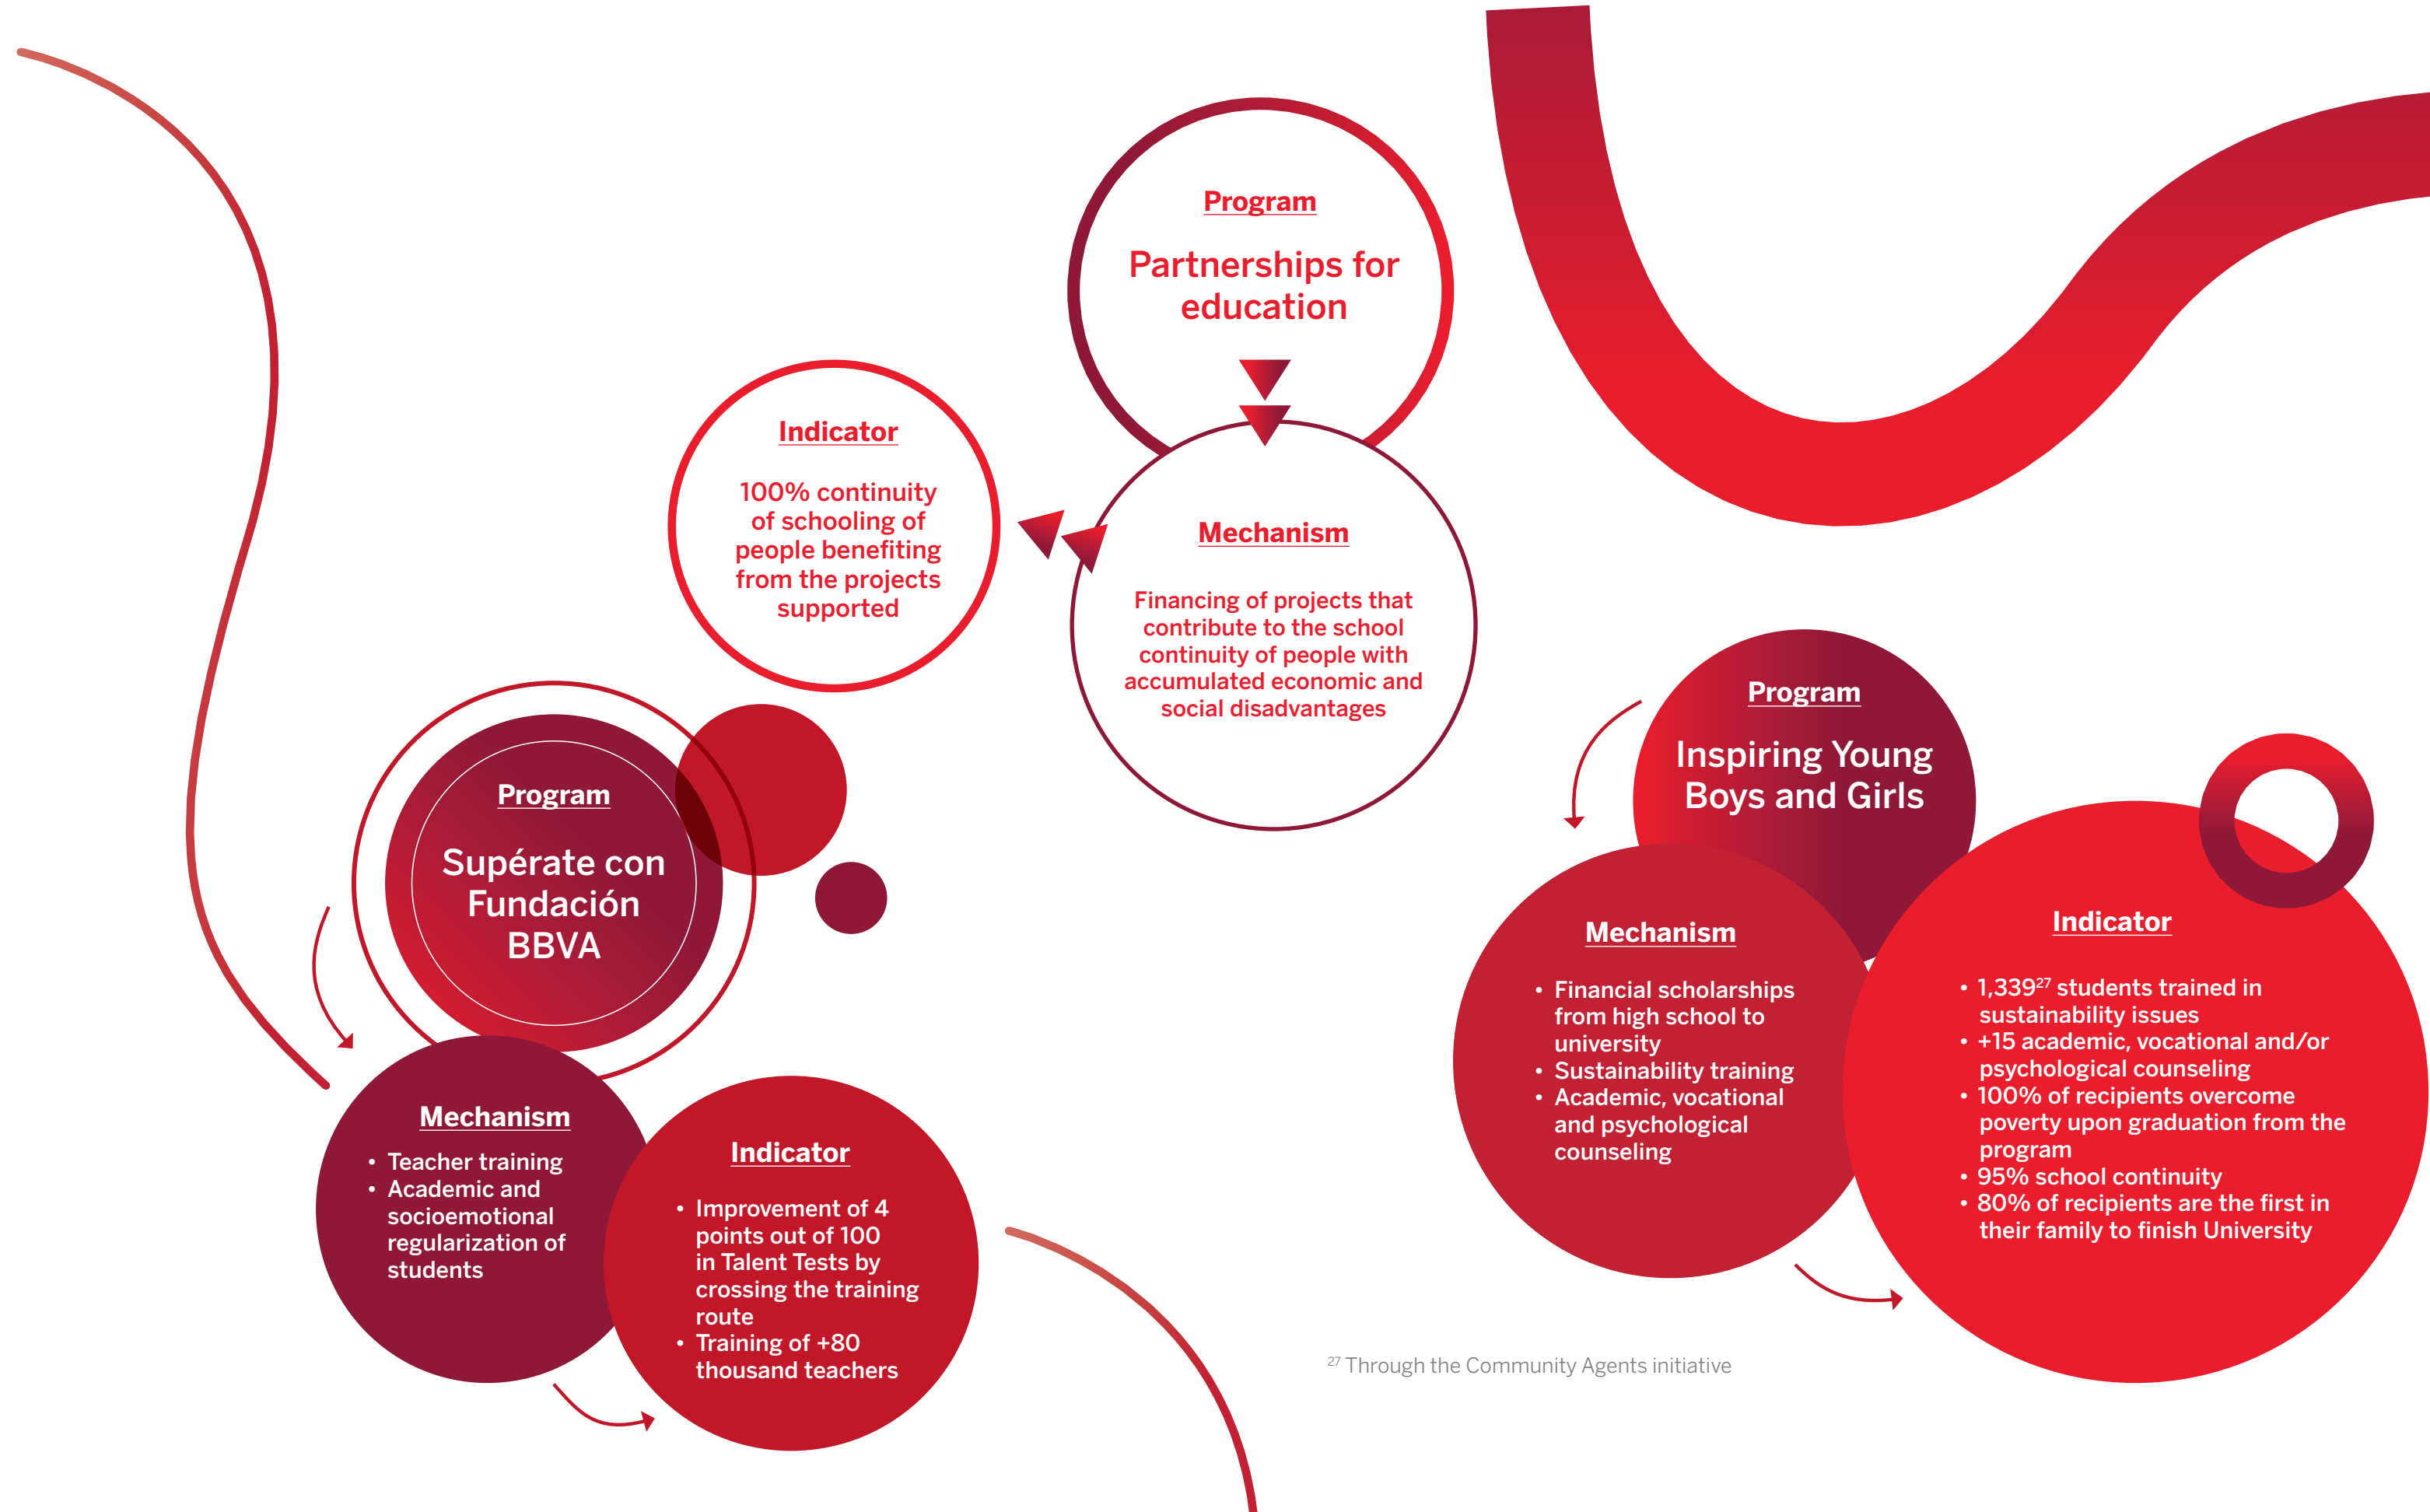 Program
Partnerships for
education
Mechanism
Financing of projects that
contribute to the school
continuity of people with
accumulated economic and
social disadvantages
Indicator
100% continuity
of schooling of
people benefiting
from the projects
supported
Program
Supérate con
Fundación
BBVA
Mechanism
• Teacher training
• Academic and
socioemotional
regularization of
students
Indicator
• Improvement of 4
points out of 100
in Talent Tests by
crossing the training
route
• Training of +80
thousand teachers
Program
Inspiring Young
Boys and Girls
Mechanism
• Financial scholarships
from high school to
university
• Sustainability training
• Academic, vocational
and psychological
counseling
Indicator
• 1,339²⁷ students trained in
sustainability issues
• +15 academic, vocational and/or
psychological counseling
• 100% of recipients overcome
poverty upon graduation from the
program
• 95% school continuity
• 80% of recipients are the first in
their family to finish University
²⁷ Through the Community Agents initiative